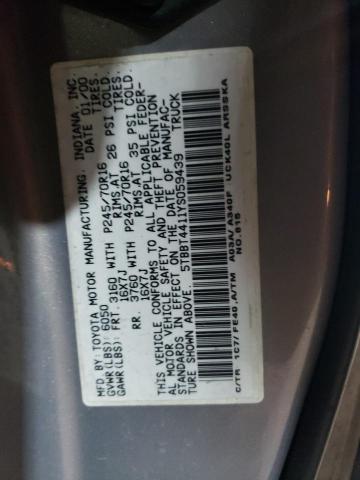 MFD BY: TOYOTA MOTOR MANUFACTURING, INDIANA, INC.
GVWR(LBS): 6050 DATE 01/00
GAWR(LBS): FRT. 3160 WITH P245/70R16 TIRES,
16X7J RIMS,AT 26 PSI COLD.
RR. 3760 WITH P245/70R16 TIRES,
16X7J RIMS,AT 35 PSI COLD.
THIS VEHICLE CONFORMS TO ALL APPLICABLE FEDER-
AL MOTOR VEHICLE SAFETY AND THEFT PREVENTION
STANDARDS IN EFFECT ON THE DATE OF MANUFAC-
TURE SHOWN ABOVE. TRUCK
5TBBT4411YS059439
C/TR: 1C7/FE40 A/TM: A03A/A340F UCK40L-AR
NO.815